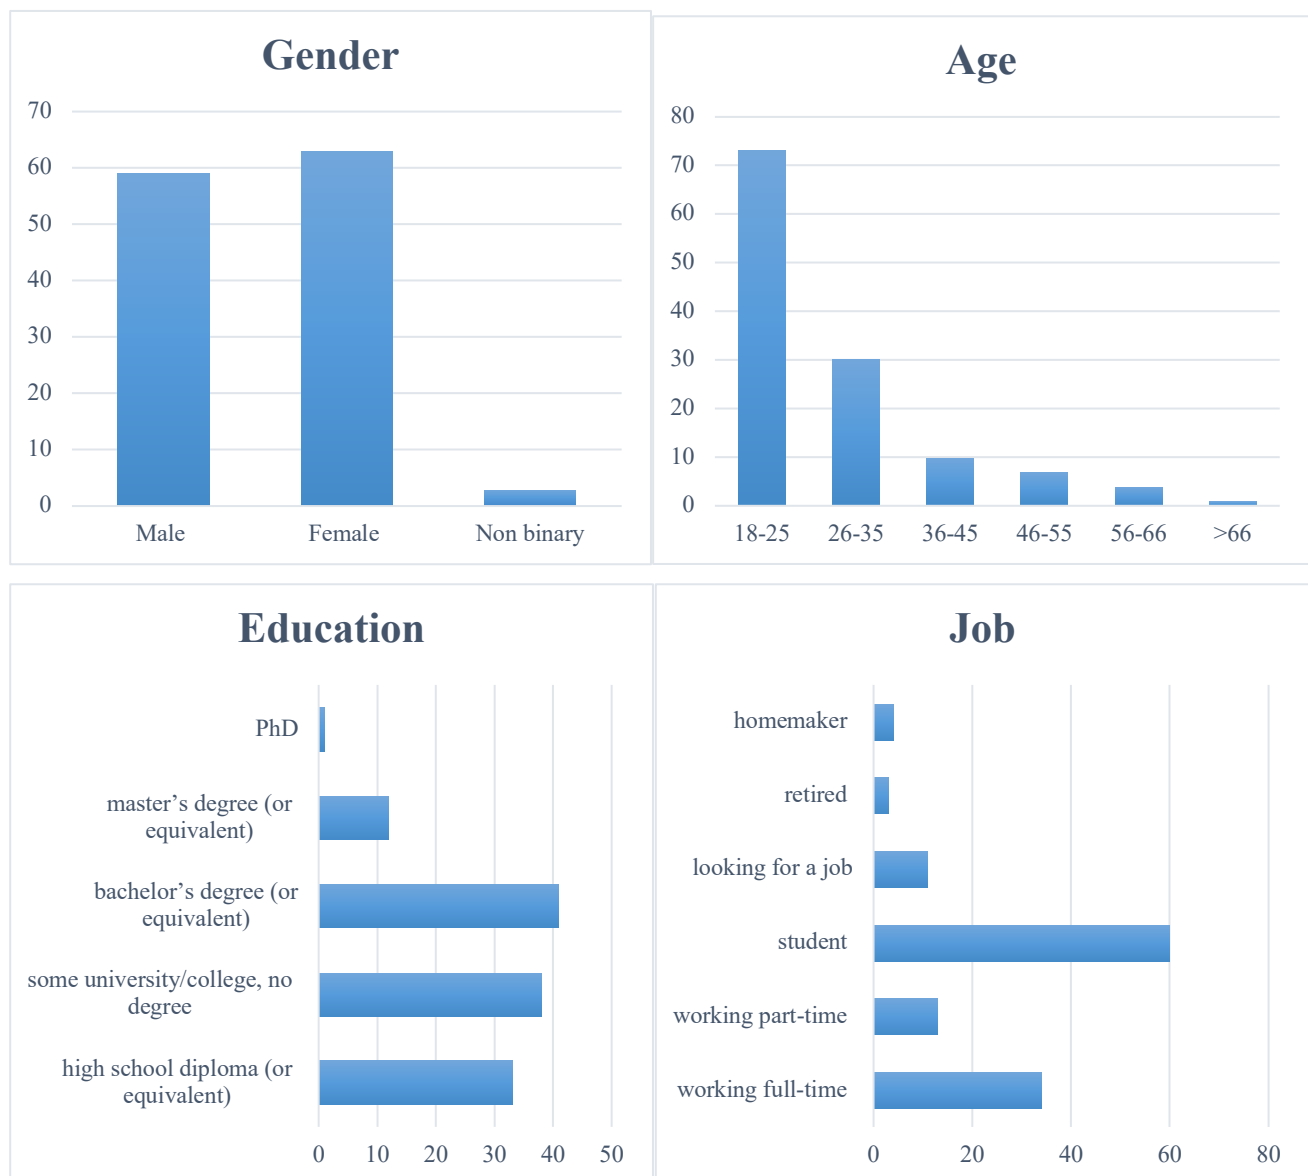 Gender
70
60
50
40
30
20
10
0
Male Female Non binary
Age
80
70
60
50
40
30
20
10
0
18-25 26-35 36-45 46-55 56-66 >66
Education
PhD
master’s degree (or
equivalent)
bachelor’s degree (or
equivalent)
some university/college, no
degree
high school diploma (or
equivalent)
0 10 20 30 40 50
Job
homemaker
retired
looking for a job
student
working part-time
working full-time
0 20 40 60 80